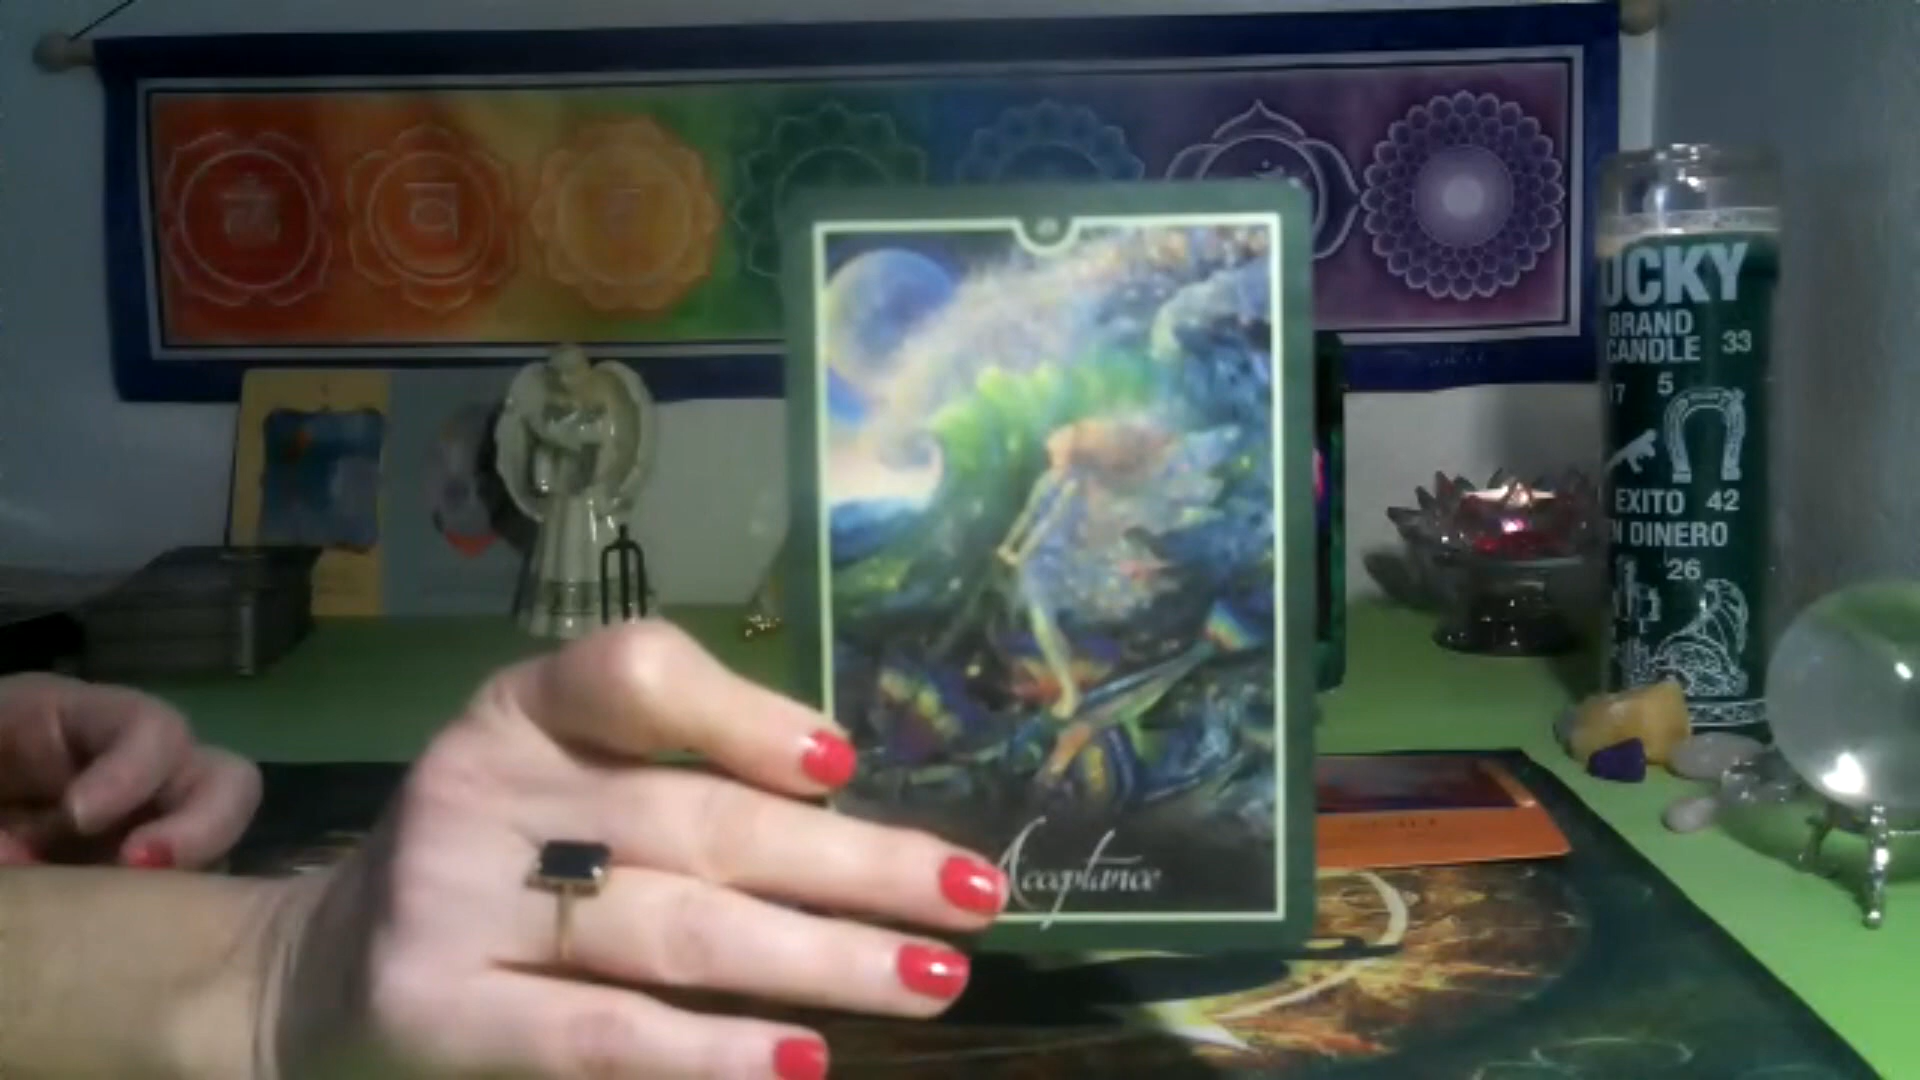 UCKY
BRAND
CANDLE 33
17 5
EXITO 42
N DINERO
26
Acceptance